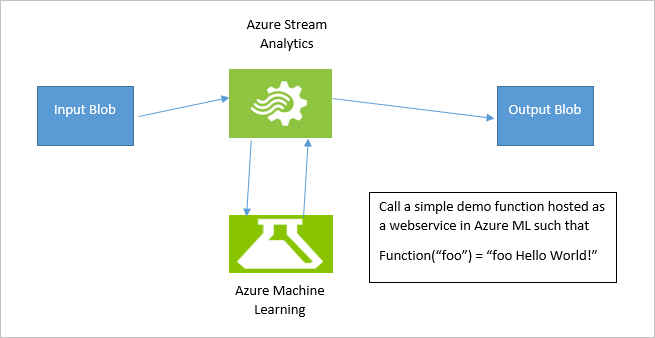 Azure Stream
Analytics
Input Blob
Output Blob
Call a simple demo function hosted as
a webservice in Azure ML such that
Function(“foo”) = “foo Hello World!”
Azure Machine
Learning